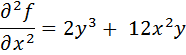 ∂²f/∂x² = 2y³ + 12x²y